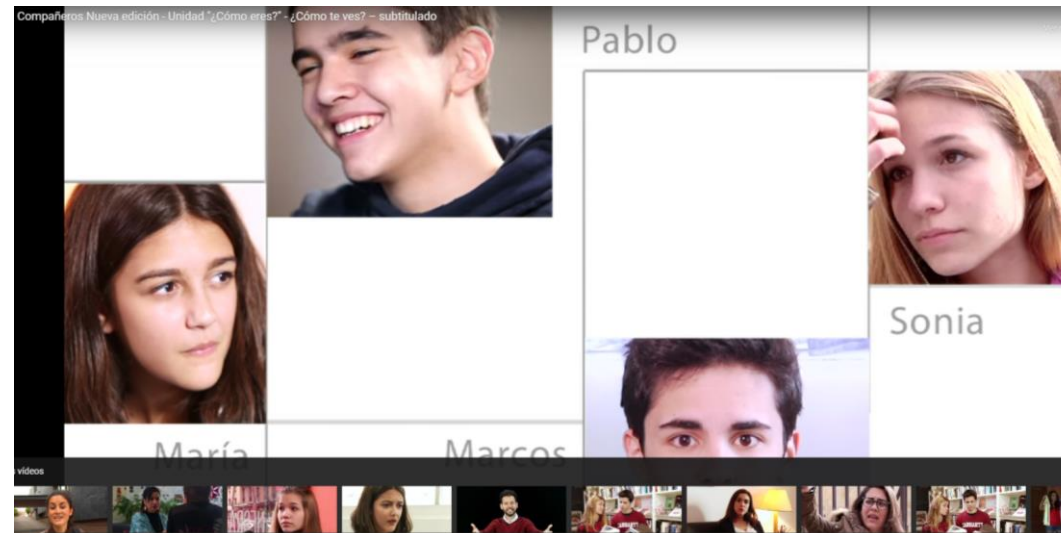 Compañeros Nueva edición - Unidad "¿Cómo eres?" - ¿Cómo te ves? – subtitulado
Pablo
Sonia
María
Marcos
s vídeos